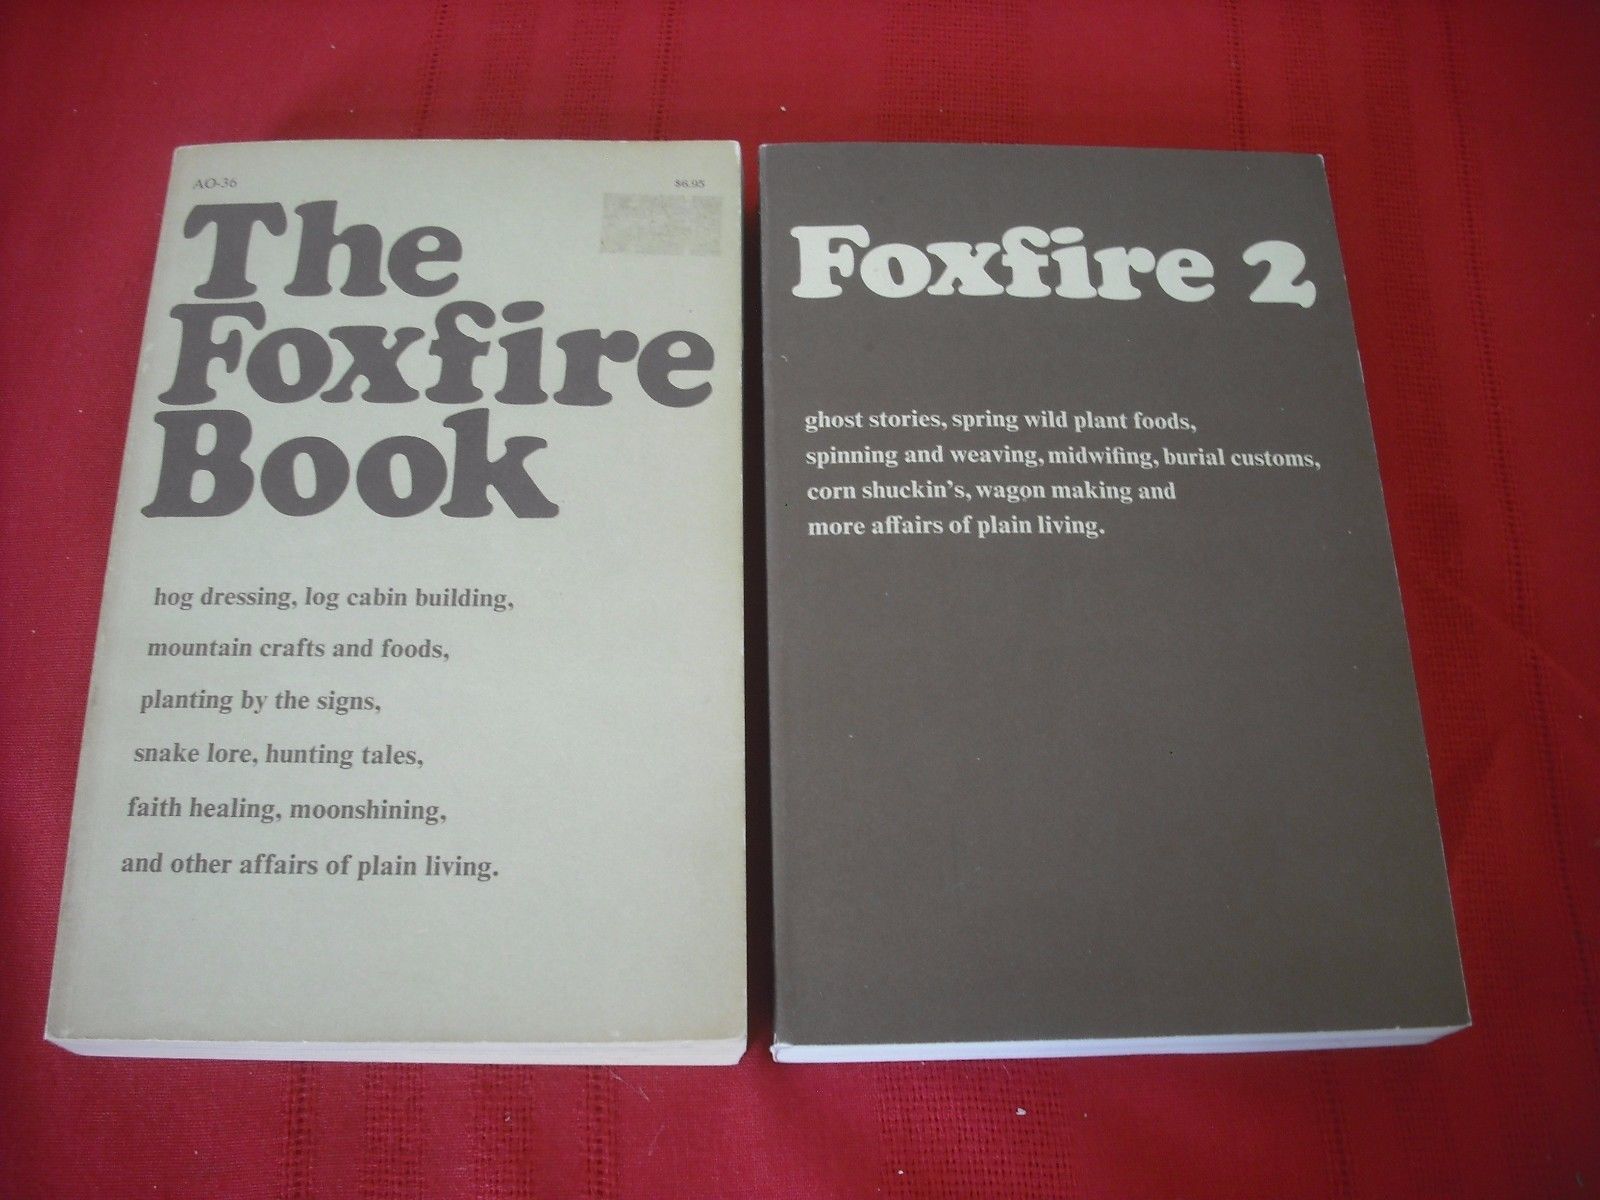 AO-36
$6.95
The
Foxfire
Book
hog dressing, log cabin building,
mountain crafts and foods,
planting by the signs,
snake lore, hunting tales,
faith healing, moonshining,
and other affairs of plain living.
Foxfire 2
ghost stories, spring wild plant foods,
spinning and weaving, midwifing, burial customs,
corn shuckin's, wagon making and
more affairs of plain living.